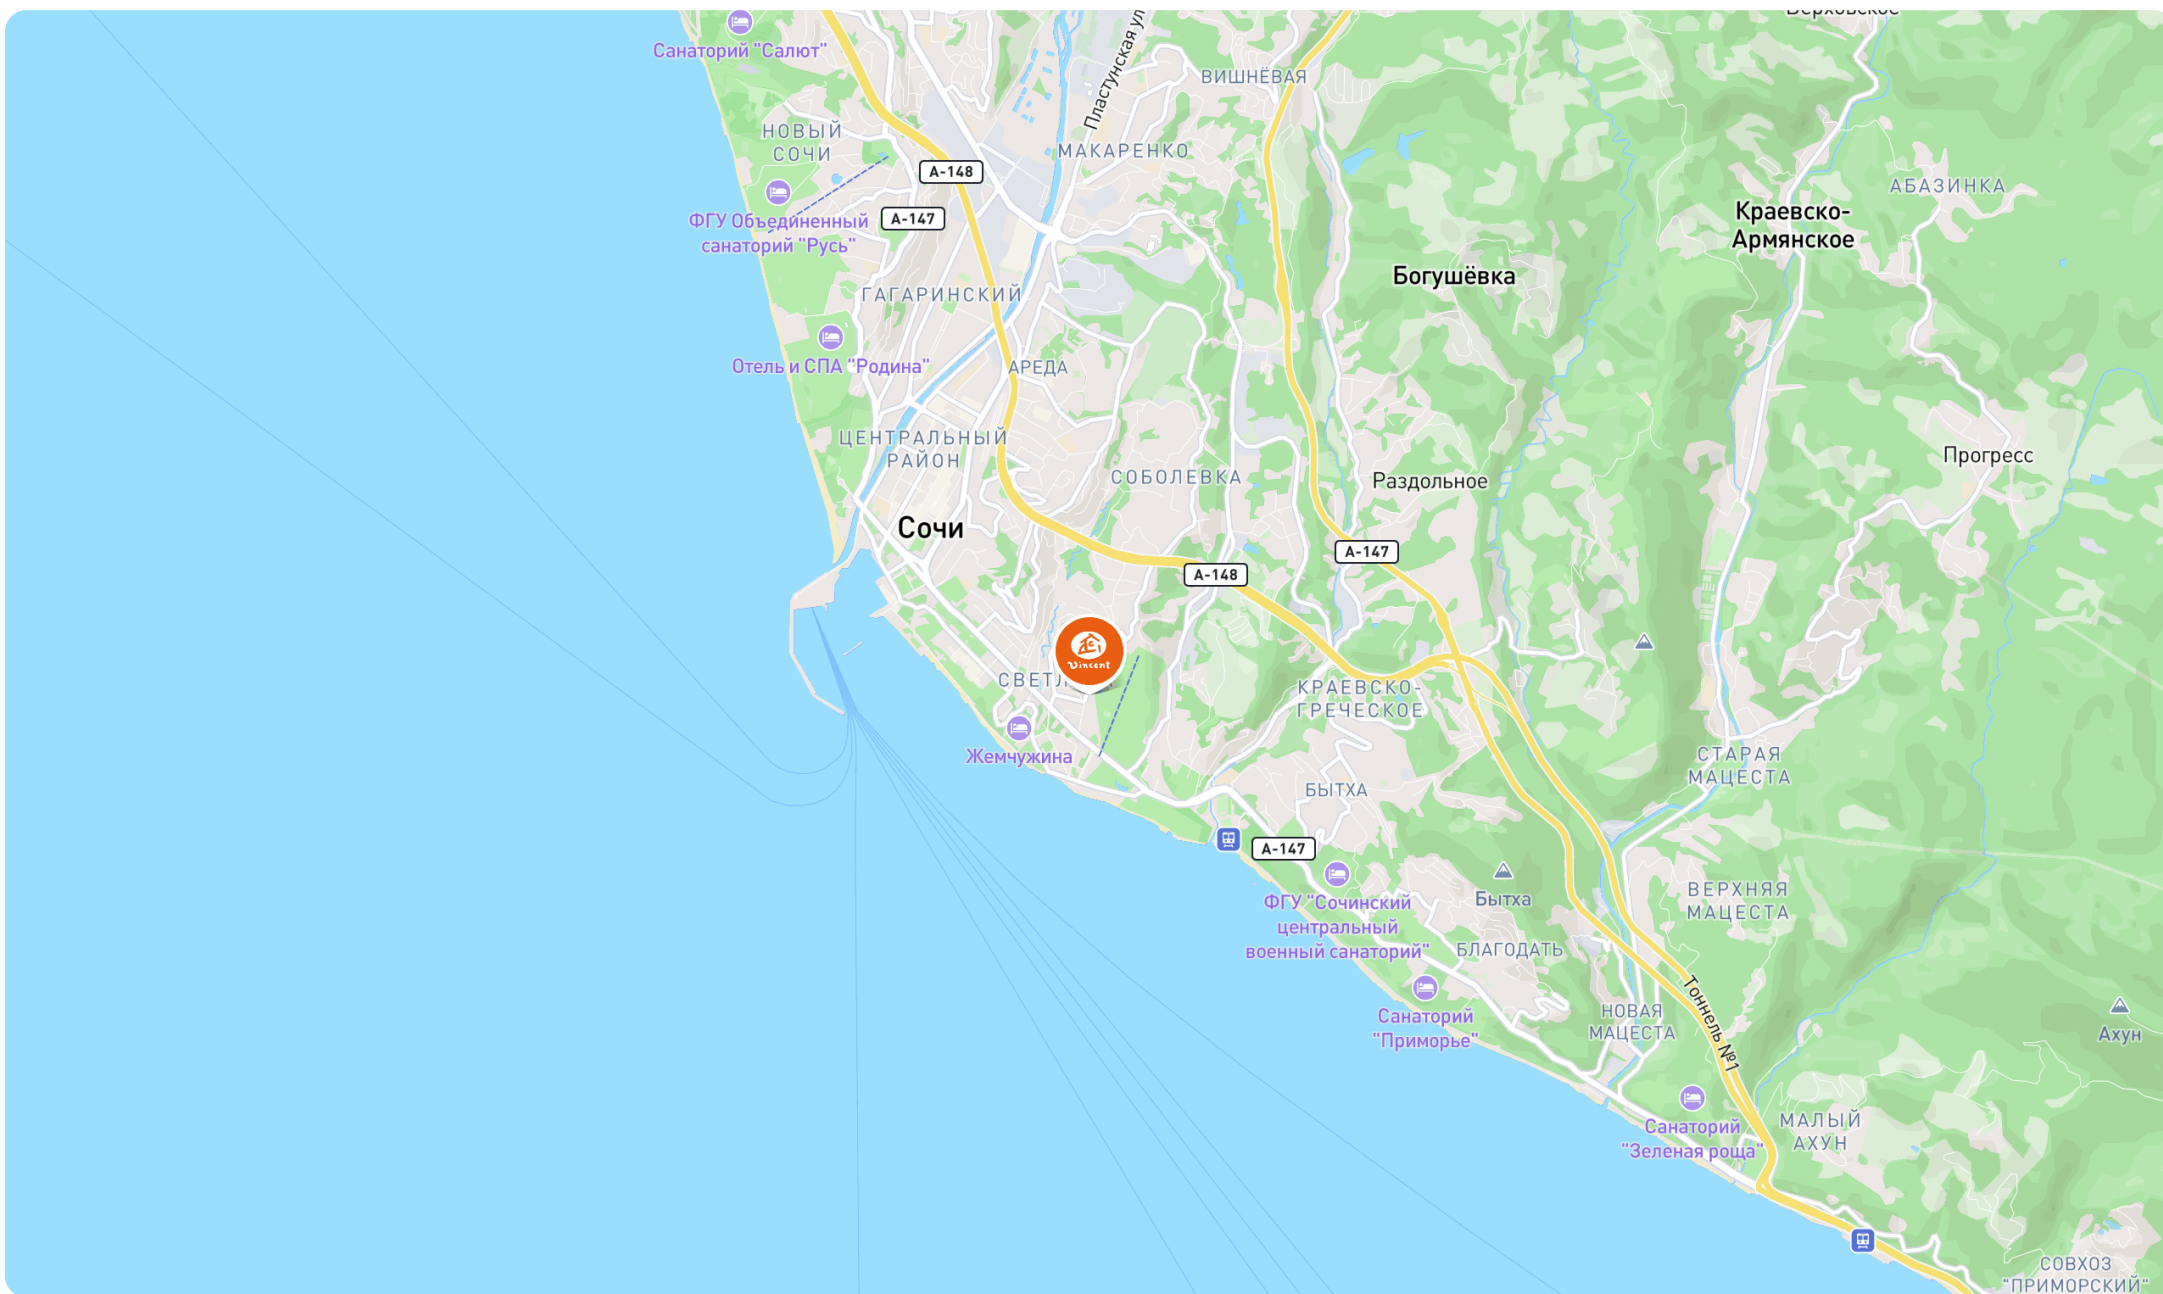 Верховское
Санаторий "Салют"
Пластунская ул
ВИШНЁВАЯ
НОВЫЙ
СОЧИ
МАКАРЕНКО
А-148
АБАЗИНКА
А-147
ФГУ Объединенный
санаторий "Русь"
Краевско-
Армянское
Богушёвка
ГАГАРИНСКИЙ
Отель и СПА "Родина"
АРЕДА
ЦЕНТРАЛЬНЫЙ
РАЙОН
СОБОЛЕВКА
Прогресс
Раздольное
Сочи
А-147
А-148
Vincent
СВЕТЛ
КРАЕВСКО-
ГРЕЧЕСКОЕ
Жемчужина
СТАРАЯ
МАЦЕСТА
БЫТХА
А-147
ФГУ "Сочинский
центральный
военный санаторий"
Бытха
ВЕРХНЯЯ
МАЦЕСТА
БЛАГОДАТЬ
Санаторий
"Приморье"
НОВАЯ
МАЦЕСТА
Тоннель №1
Ахун
Санаторий
"Зеленая роща"
МАЛЫЙ
АХУН
СОВХОЗ
"ПРИМОРСКИЙ"